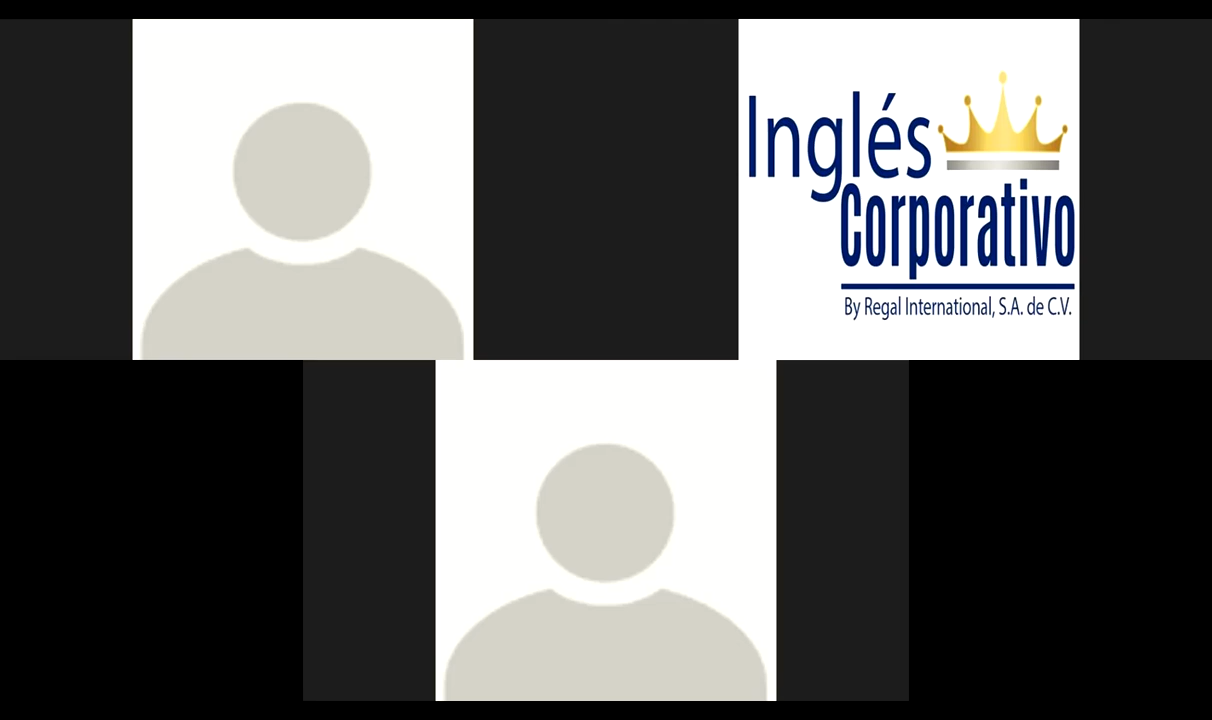 Inglés
Corporativo
By Regal International, S.A. de C.V.